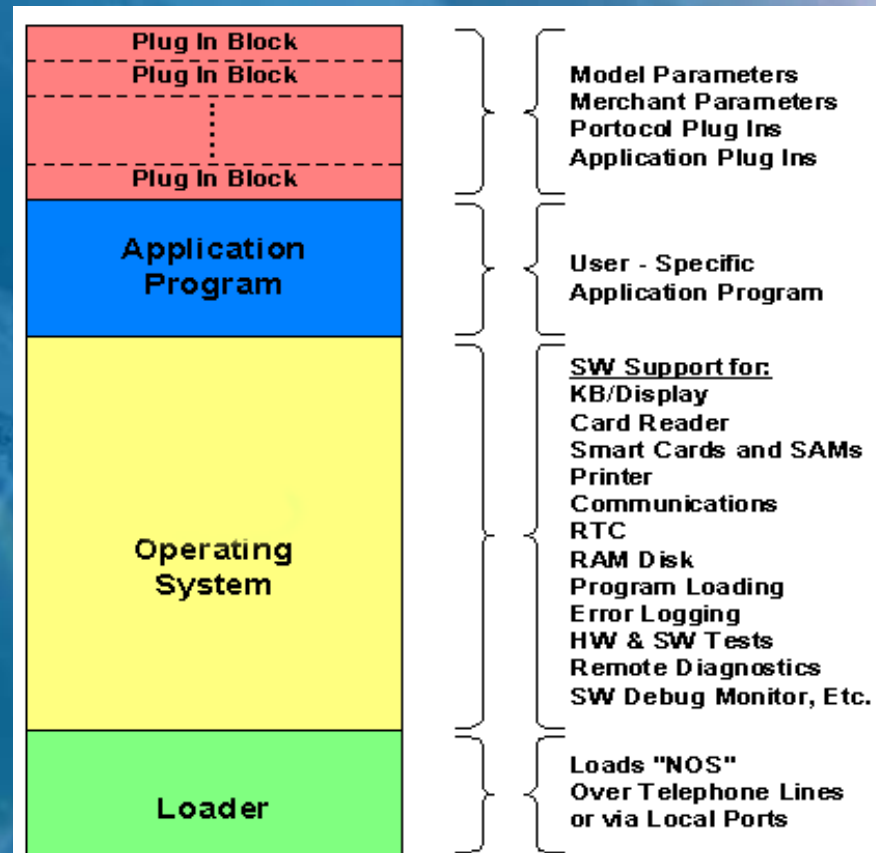 Plug In Block
Plug In Block
Plug In Block
Model Parameters
Merchant Parameters
Portocol Plug Ins
Application Plug Ins
Application
Program
User - Specific
Application Program
Operating
System
SW Support for:
KB/Display
Card Reader
Smart Cards and SAMs
Printer
Communications
RTC
RAM Disk
Program Loading
Error Logging
HW & SW Tests
Remote Diagnostics
SW Debug Monitor, Etc.
Loader
Loads "NOS"
Over Telephone Lines
or via Local Ports